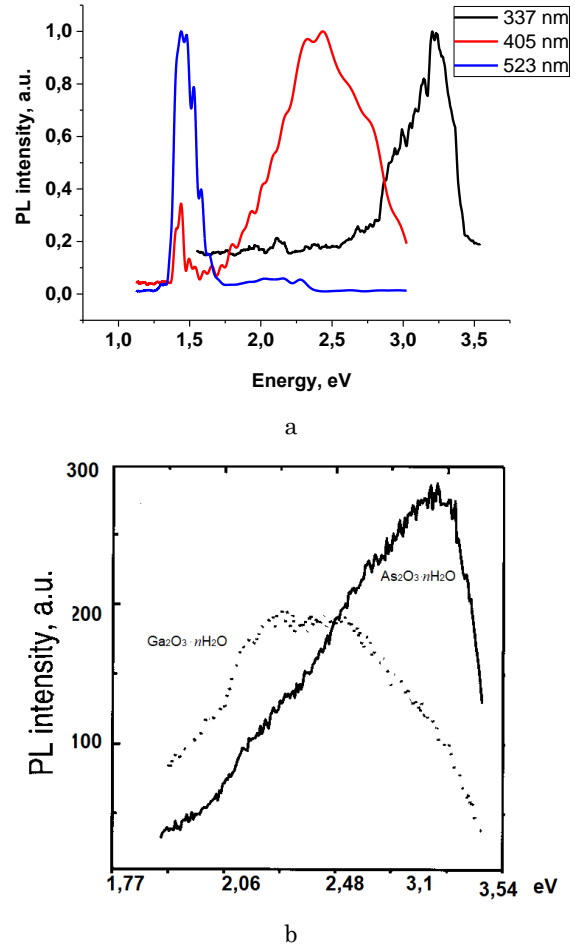 337 nm
405 nm
523 nm
PL intensity, a.u.
1,0
0,8
0,6
0,4
0,2
0,0
1,0 1,5 2,0 2,5 3,0 3,5
Energy, eV
a
PL intensity, a.u.
300
200
100
As₂O₃·nH₂O
Ga₂O₃·nH₂O
1,77 2,06 2,48 3,1 3,54 eV
b